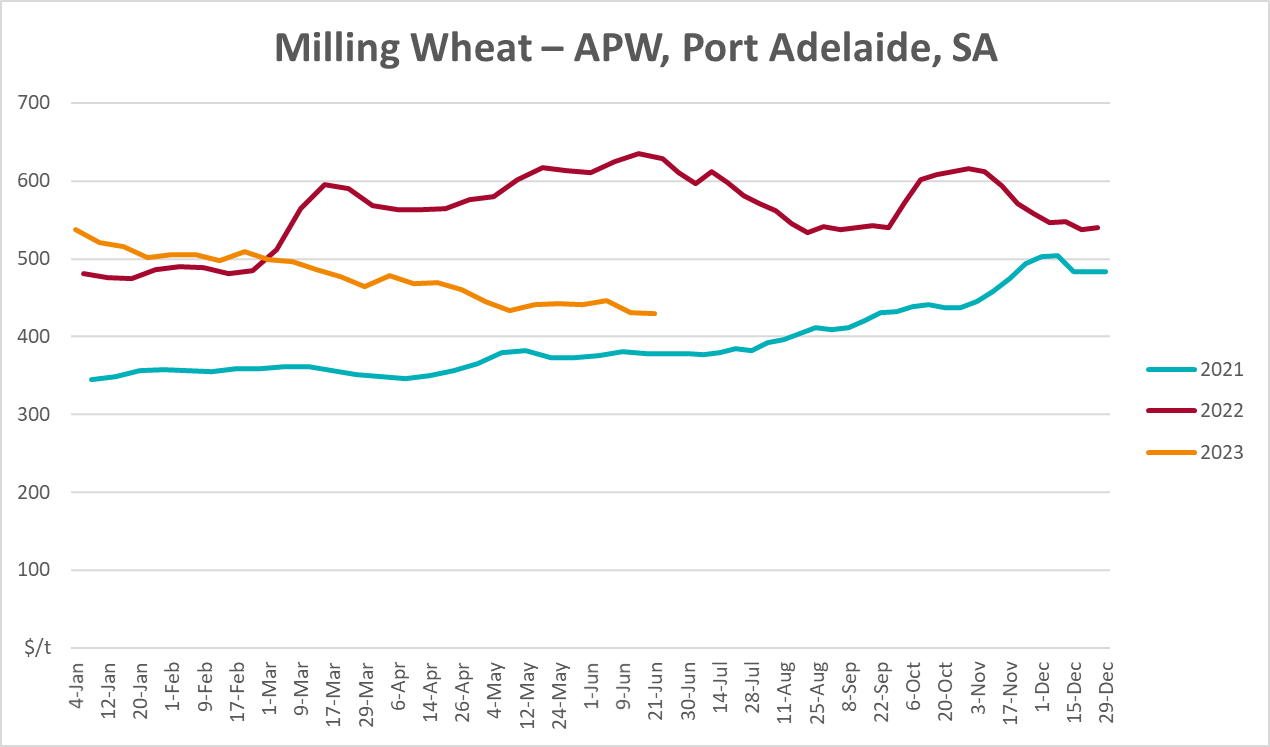 Milling Wheat – APW, Port Adelaide, SA
700
600
500
400
300
200
100
$/t
4-Jan
12-Jan
20-Jan
1-Feb
9-Feb
17-Feb
1-Mar
9-Mar
17-Mar
29-Mar
6-Apr
14-Apr
26-Apr
4-May
12-May
24-May
1-Jun
9-Jun
21-Jun
30-Jun
14-Jul
28-Jul
11-Aug
25-Aug
8-Sep
22-Sep
6-Oct
20-Oct
3-Nov
17-Nov
1-Dec
15-Dec
29-Dec
2021
2022
2023